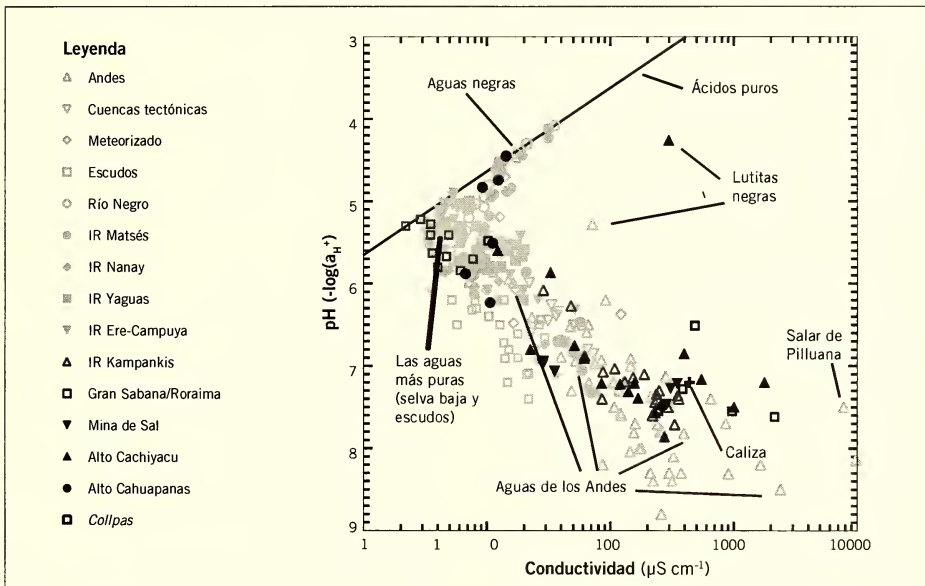 Leyenda
Andes
Cuencas tectónicas
Meteorizado
Escudos
Río Negro
IR Matsés
IR Nanay
IR Yaguas
IR Ere-Campuya
IR Kampankis
Gran Sabana/Roraima
Mina de Sal
Alto Cachiyacu
Alto Cahuapanas
Collpas
pH (-log(aH+)
3
4
5
6
7
8
9
Aguas negras
Ácidos puros
Lutitas
negras
Las aguas
más puras
(selva baja y
escudos)
Salar de
Pilluana
Caliza
Aguas de los Andes
1
1
0
100
1000
10000
Conductividad (µS cm⁻¹)